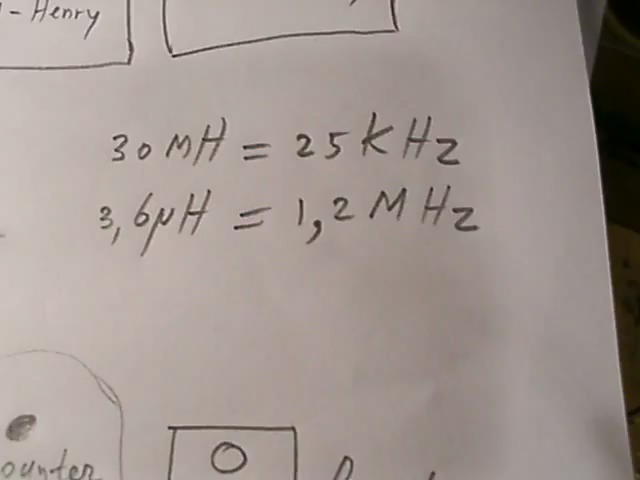 - Henry
30 MH = 25 KHz
3,6 μH = 1,2 MHz
ounter